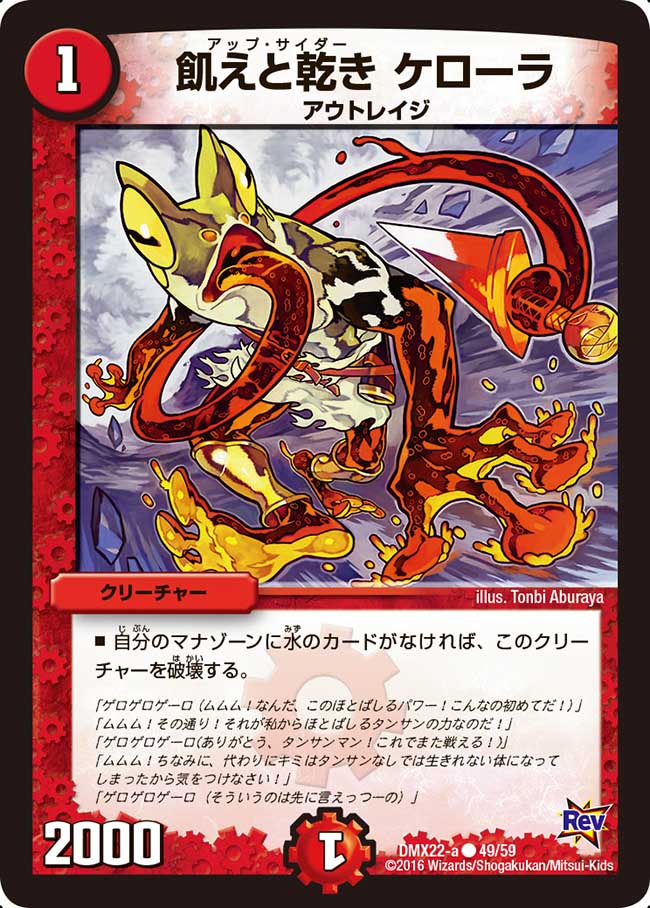 1
アップ・サイダー
飢えと乾き ケローラ
アウトレイジ
クリーチャー
illus. Tonbi Aburaya
■ 自分のマナゾーンに水のカードがなければ、このクリー
チャーを破壊する。
じぶん
みず
はかい
「ゲロゲロゲーロ(ムムム!なんだ、このほとばしるパワー!こんなの初めてだ!)」
「ムムム!その通り!それが私からほとばしるタンサンの力なのだ!」
「ゲロゲロゲーロ(ありがとう、タンサンマン!これでまた戦える!)」
「ムムム!ちなみに、代わりにキミはタンサンなしでは生きれない体になって
しまったから気をつけなさい!」
「ゲロゲロゲーロ(そういうのは先に言えっつーの)」
Rev
2000
1
DMX22-a ● 49/59
©2016 Wizards/Shogakukan/Mitsui-Kids